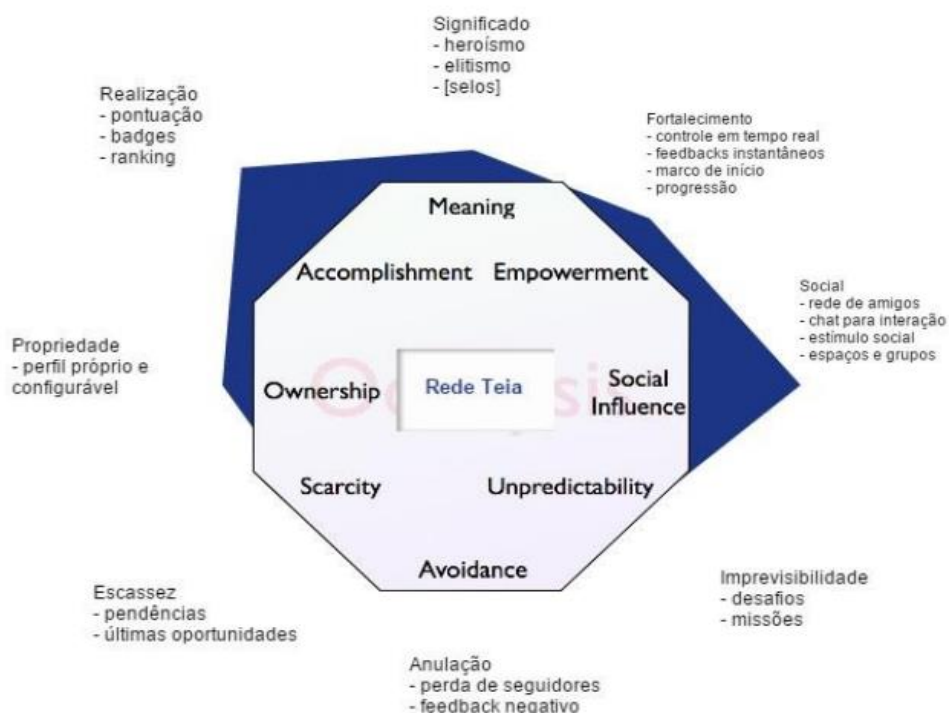 Significado
- heroísmo
- elitismo
- [selos]
Realização
- pontuação
- badges
- ranking
Fortalecimento
- controle em tempo real
- feedbacks instantâneos
- marco de início
- progressão
Meaning
Accomplishment
Empowerment
Social
- rede de amigos
- chat para interação
- estímulo social
- espaços e grupos
Propriedade
- perfil próprio e
configurável
Ownership
Rede Teia
Social
Influence
Scarcity
Unpredictability
Avoidance
Escassez
- pendências
- últimas oportunidades
Imprevisibilidade
- desafios
- missões
Anulação
- perda de seguidores
- feedback negativo